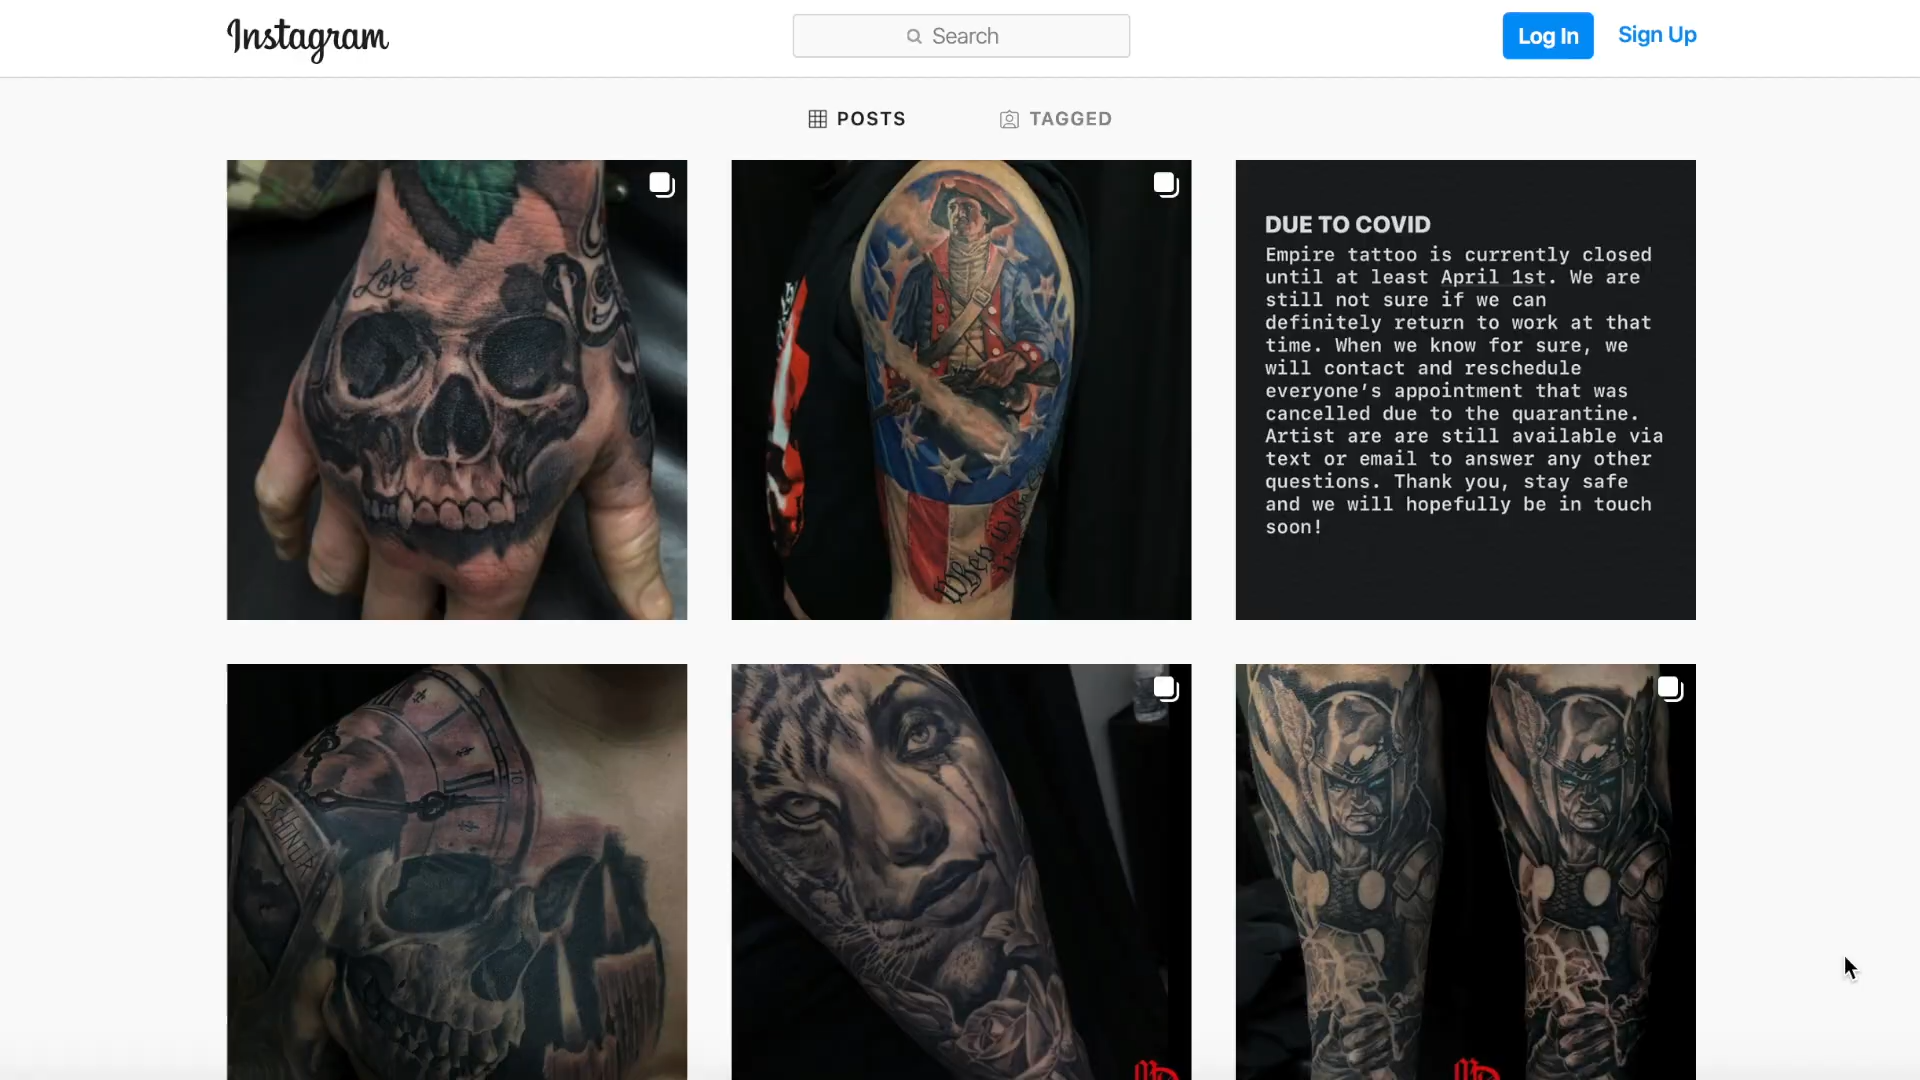 Instagram
Search
Log In
Sign Up
POSTS
TAGGED
Love
DUE TO COVID
Empire tattoo is currently closed
until at least April 1st. We are
still not sure if we can
definitely return to work at that
time. When we know for sure, we
will contact and reschedule
everyone’s appointment that was
cancelled due to the quarantine.
Artist are are still available via
text or email to answer any other
questions. Thank you, stay safe
and we will hopefully be in touch
soon!
When